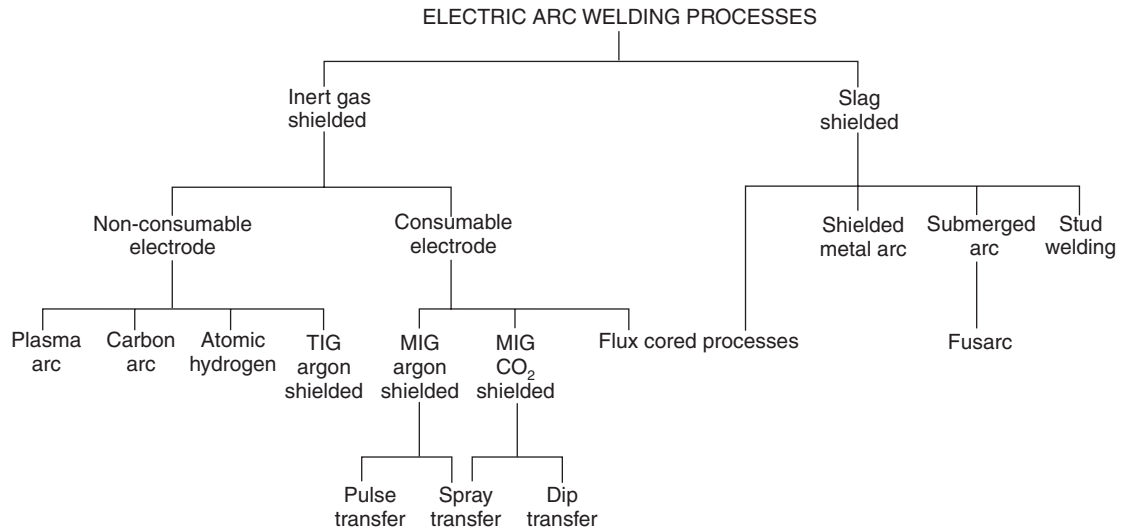 ELECTRIC ARC WELDING PROCESSES
Inert gas
shielded
Slag
shielded
Non-consumable
electrode
Consumable
electrode
Shielded
metal arc
Submerged
arc
Stud
welding
Plasma
arc
Carbon
arc
Atomic
hydrogen
TIG
argon
shielded
MIG
argon
shielded
MIG
CO₂
shielded
Flux cored processes
Fusarc
Pulse
transfer
Spray
transfer
Dip
transfer